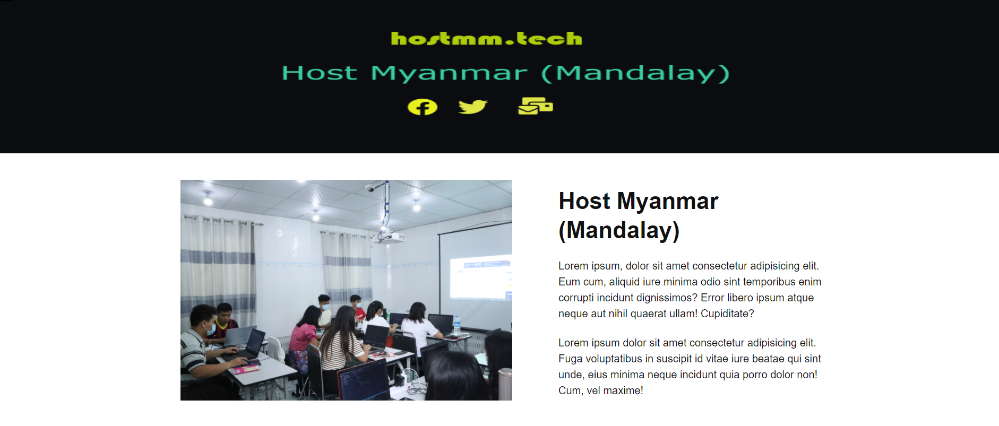 hostmm.tech
Host Myanmar (Mandalay)
Host Myanmar
(Mandalay)
Lorem ipsum, dolor sit amet consectetur adipisicing elit.
Eum cum, aliquid iure minima odio sint temporibus enim
corrupti incidunt dignissimos? Error libero ipsum atque
neque aut nihil quaerat ullam! Cupiditate?
Lorem ipsum dolor sit amet consectetur adipisicing elit.
Fuga voluptatibus in suscipit id vitae iure beatae qui sint
unde, eius minima neque incidunt quia porro dolor non!
Cum, vel maxime!